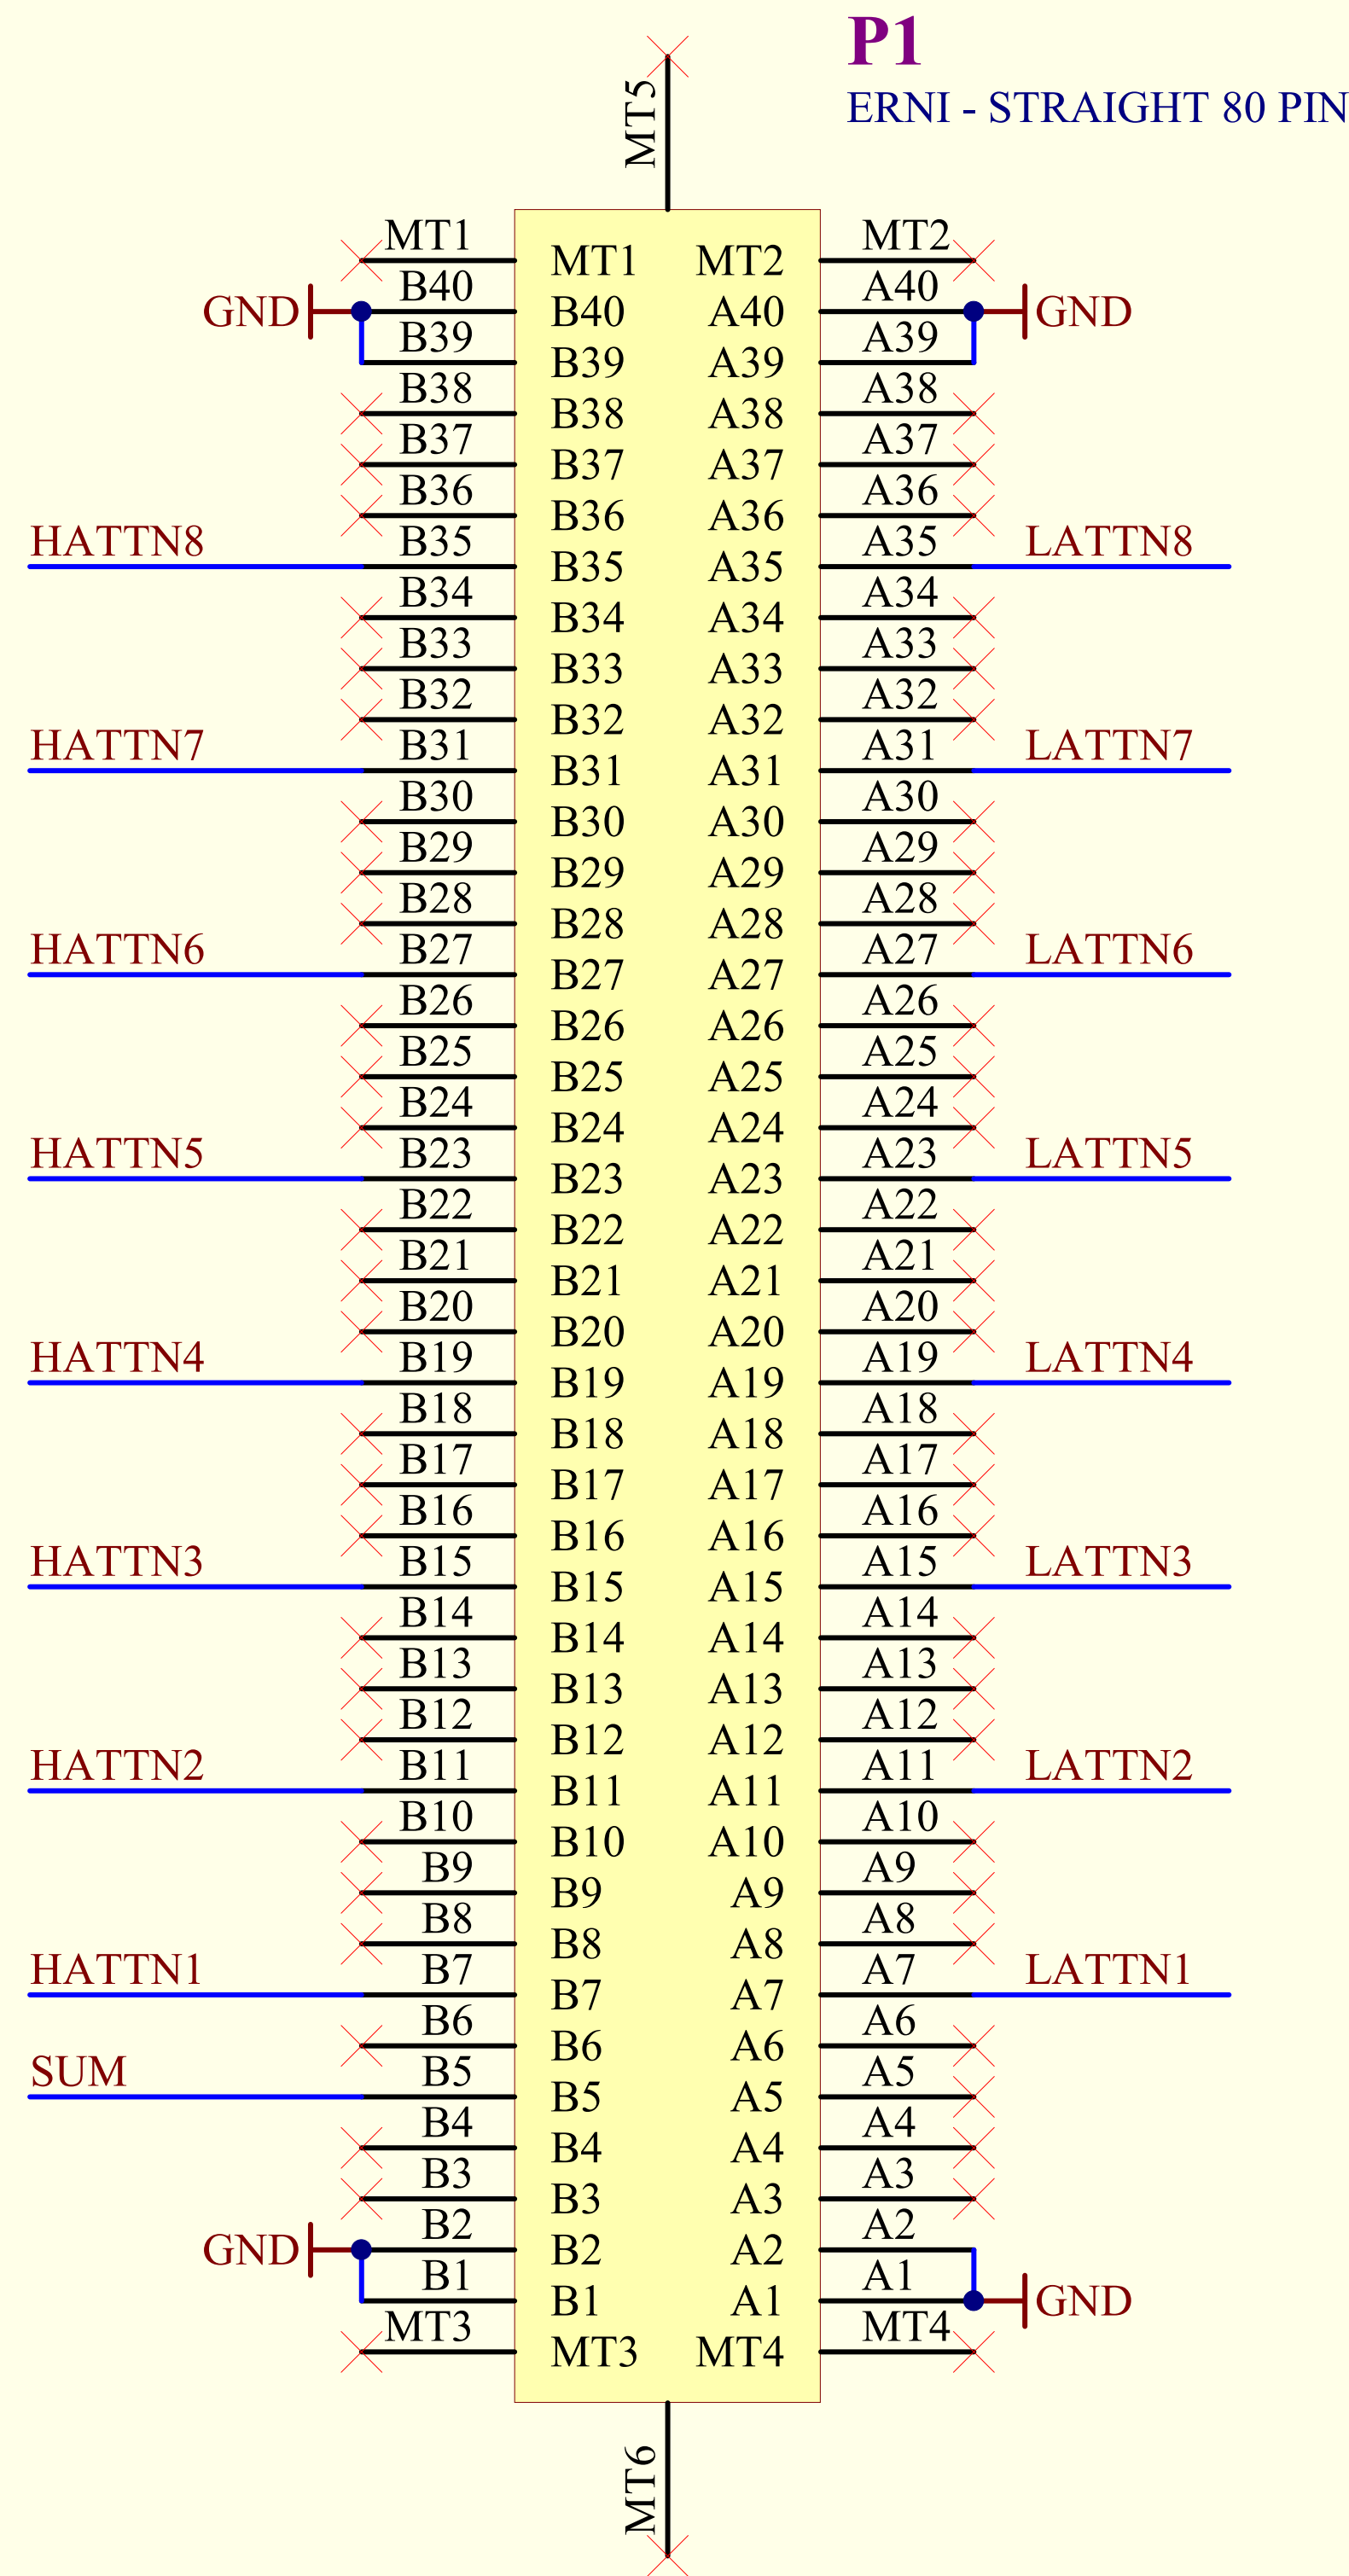 P1
ERNI - STRAIGHT 80 PIN
MT5
MT1 MT1 MT2 MT2
GND B40 B40 A40 A40 GND
B39 B39 A39 A39
B38 B38 A38 A38
B37 B37 A37 A37
B36 B36 A36 A36
HATTN8 B35 B35 A35 A35 LATTN8
B34 B34 A34 A34
B33 B33 A33 A33
B32 B32 A32 A32
HATTN7 B31 B31 A31 A31 LATTN7
B30 B30 A30 A30
B29 B29 A29 A29
B28 B28 A28 A28
HATTN6 B27 B27 A27 A27 LATTN6
B26 B26 A26 A26
B25 B25 A25 A25
B24 B24 A24 A24
HATTN5 B23 B23 A23 A23 LATTN5
B22 B22 A22 A22
B21 B21 A21 A21
B20 B20 A20 A20
HATTN4 B19 B19 A19 A19 LATTN4
B18 B18 A18 A18
B17 B17 A17 A17
B16 B16 A16 A16
HATTN3 B15 B15 A15 A15 LATTN3
B14 B14 A14 A14
B13 B13 A13 A13
B12 B12 A12 A12
HATTN2 B11 B11 A11 A11 LATTN2
B10 B10 A10 A10
B9 B9 A9 A9
B8 B8 A8 A8
HATTN1 B7 B7 A7 A7 LATTN1
B6 B6 A6 A6
SUM B5 B5 A5 A5
B4 B4 A4 A4
B3 B3 A3 A3
GND B2 B2 A2 A2
B1 B1 A1 A1 GND
MT3 MT3 MT4 MT4
MT6